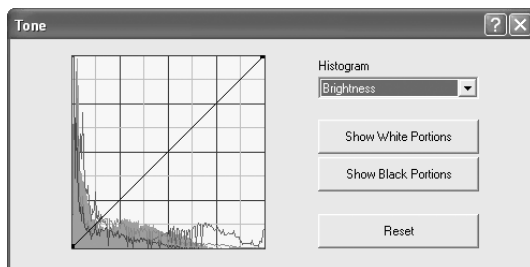 Tone
Histogram
Brightness
Show White Portions
Show Black Portions
Reset